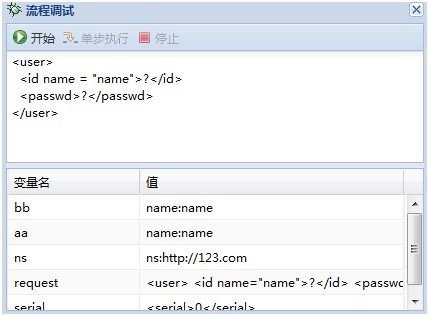 流程调试
开始 单步执行 停止
<user>
<id name = "name">?</id>
<passwd>?</passwd>
</user>
变量名 值
bb name:name
aa name:name
ns ns:http://123.com
request <user> <id name="name">?</id> <passwd
serial <serial>0</serial>